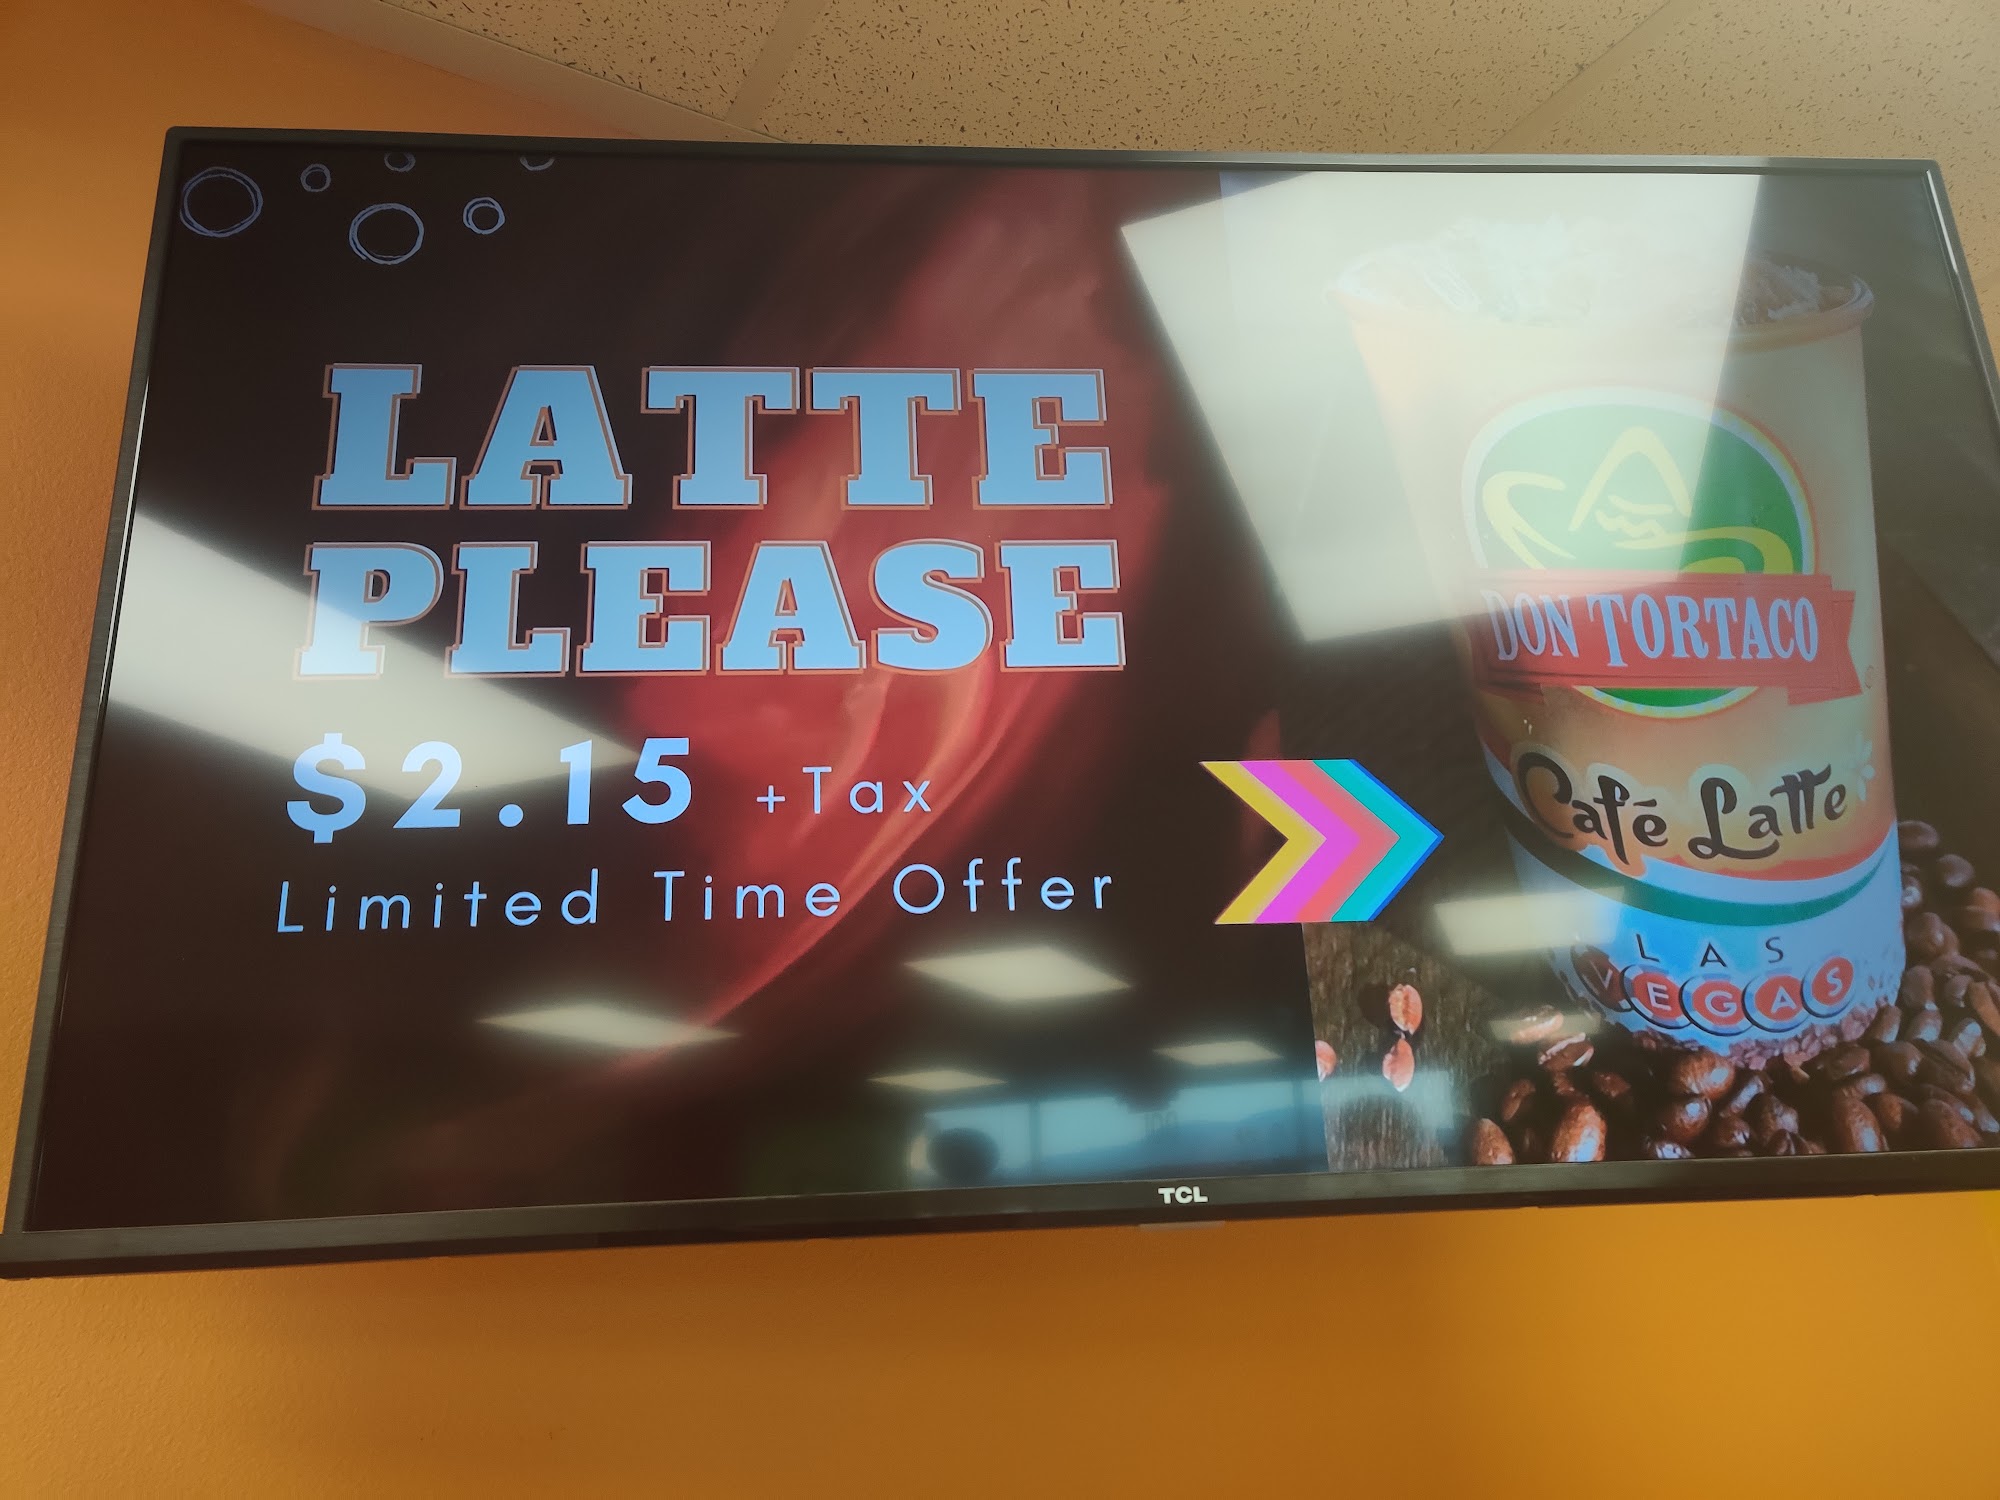 LATTE
PLEASE
$2.15 +Tax
Limited Time Offer
DON TORTACO
Café Latte
LAS
VEGAS
TCL